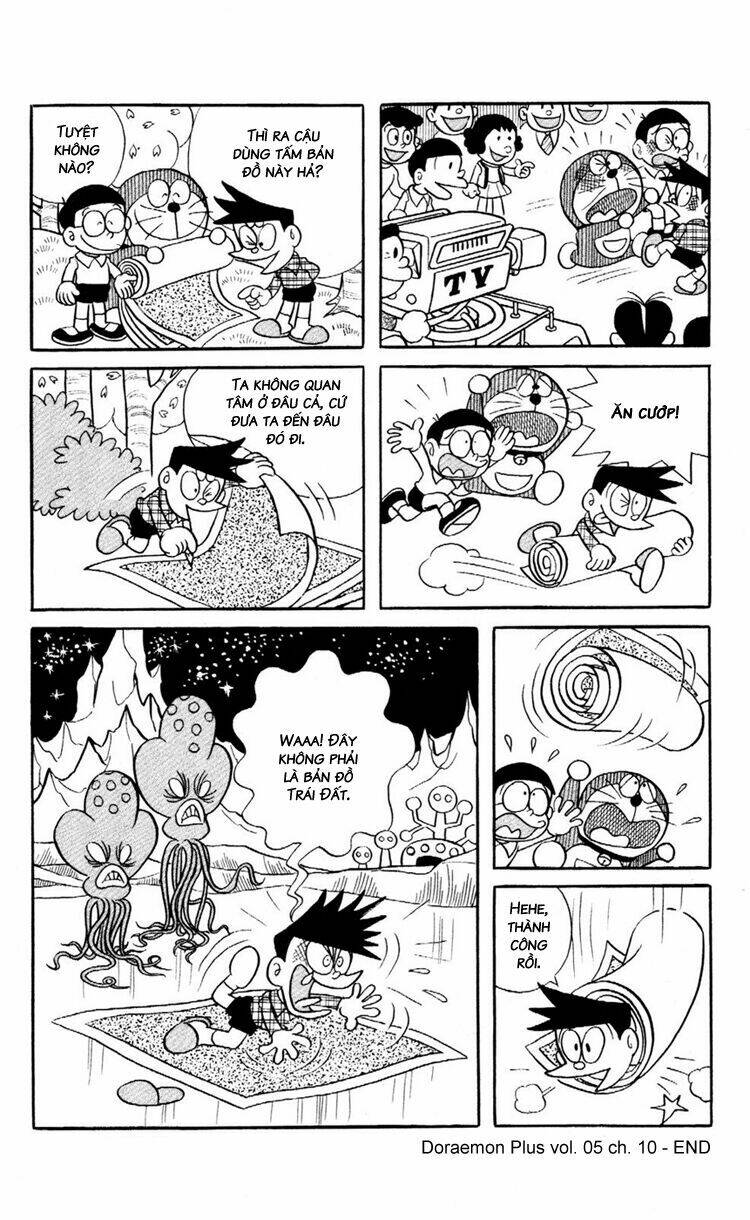 TUYỆT
KHÔNG
NÀO?
THÌ RA CẬU
DÙNG TẤM BẢN
ĐỒ NÀY HẢ?
TV
TA KHÔNG QUAN
TÂM Ở ĐÂU CẢ, CỨ
ĐƯA TA ĐẾN ĐÂU
ĐÓ ĐI.
ĂN CƯỚP!
WAAA! ĐÂY
KHÔNG PHẢI
LÀ BẢN ĐỒ
TRÁI ĐẤT.
HEHE,
THÀNH
CÔNG
RỒI.
Doraemon Plus vol. 05 ch. 10 - END